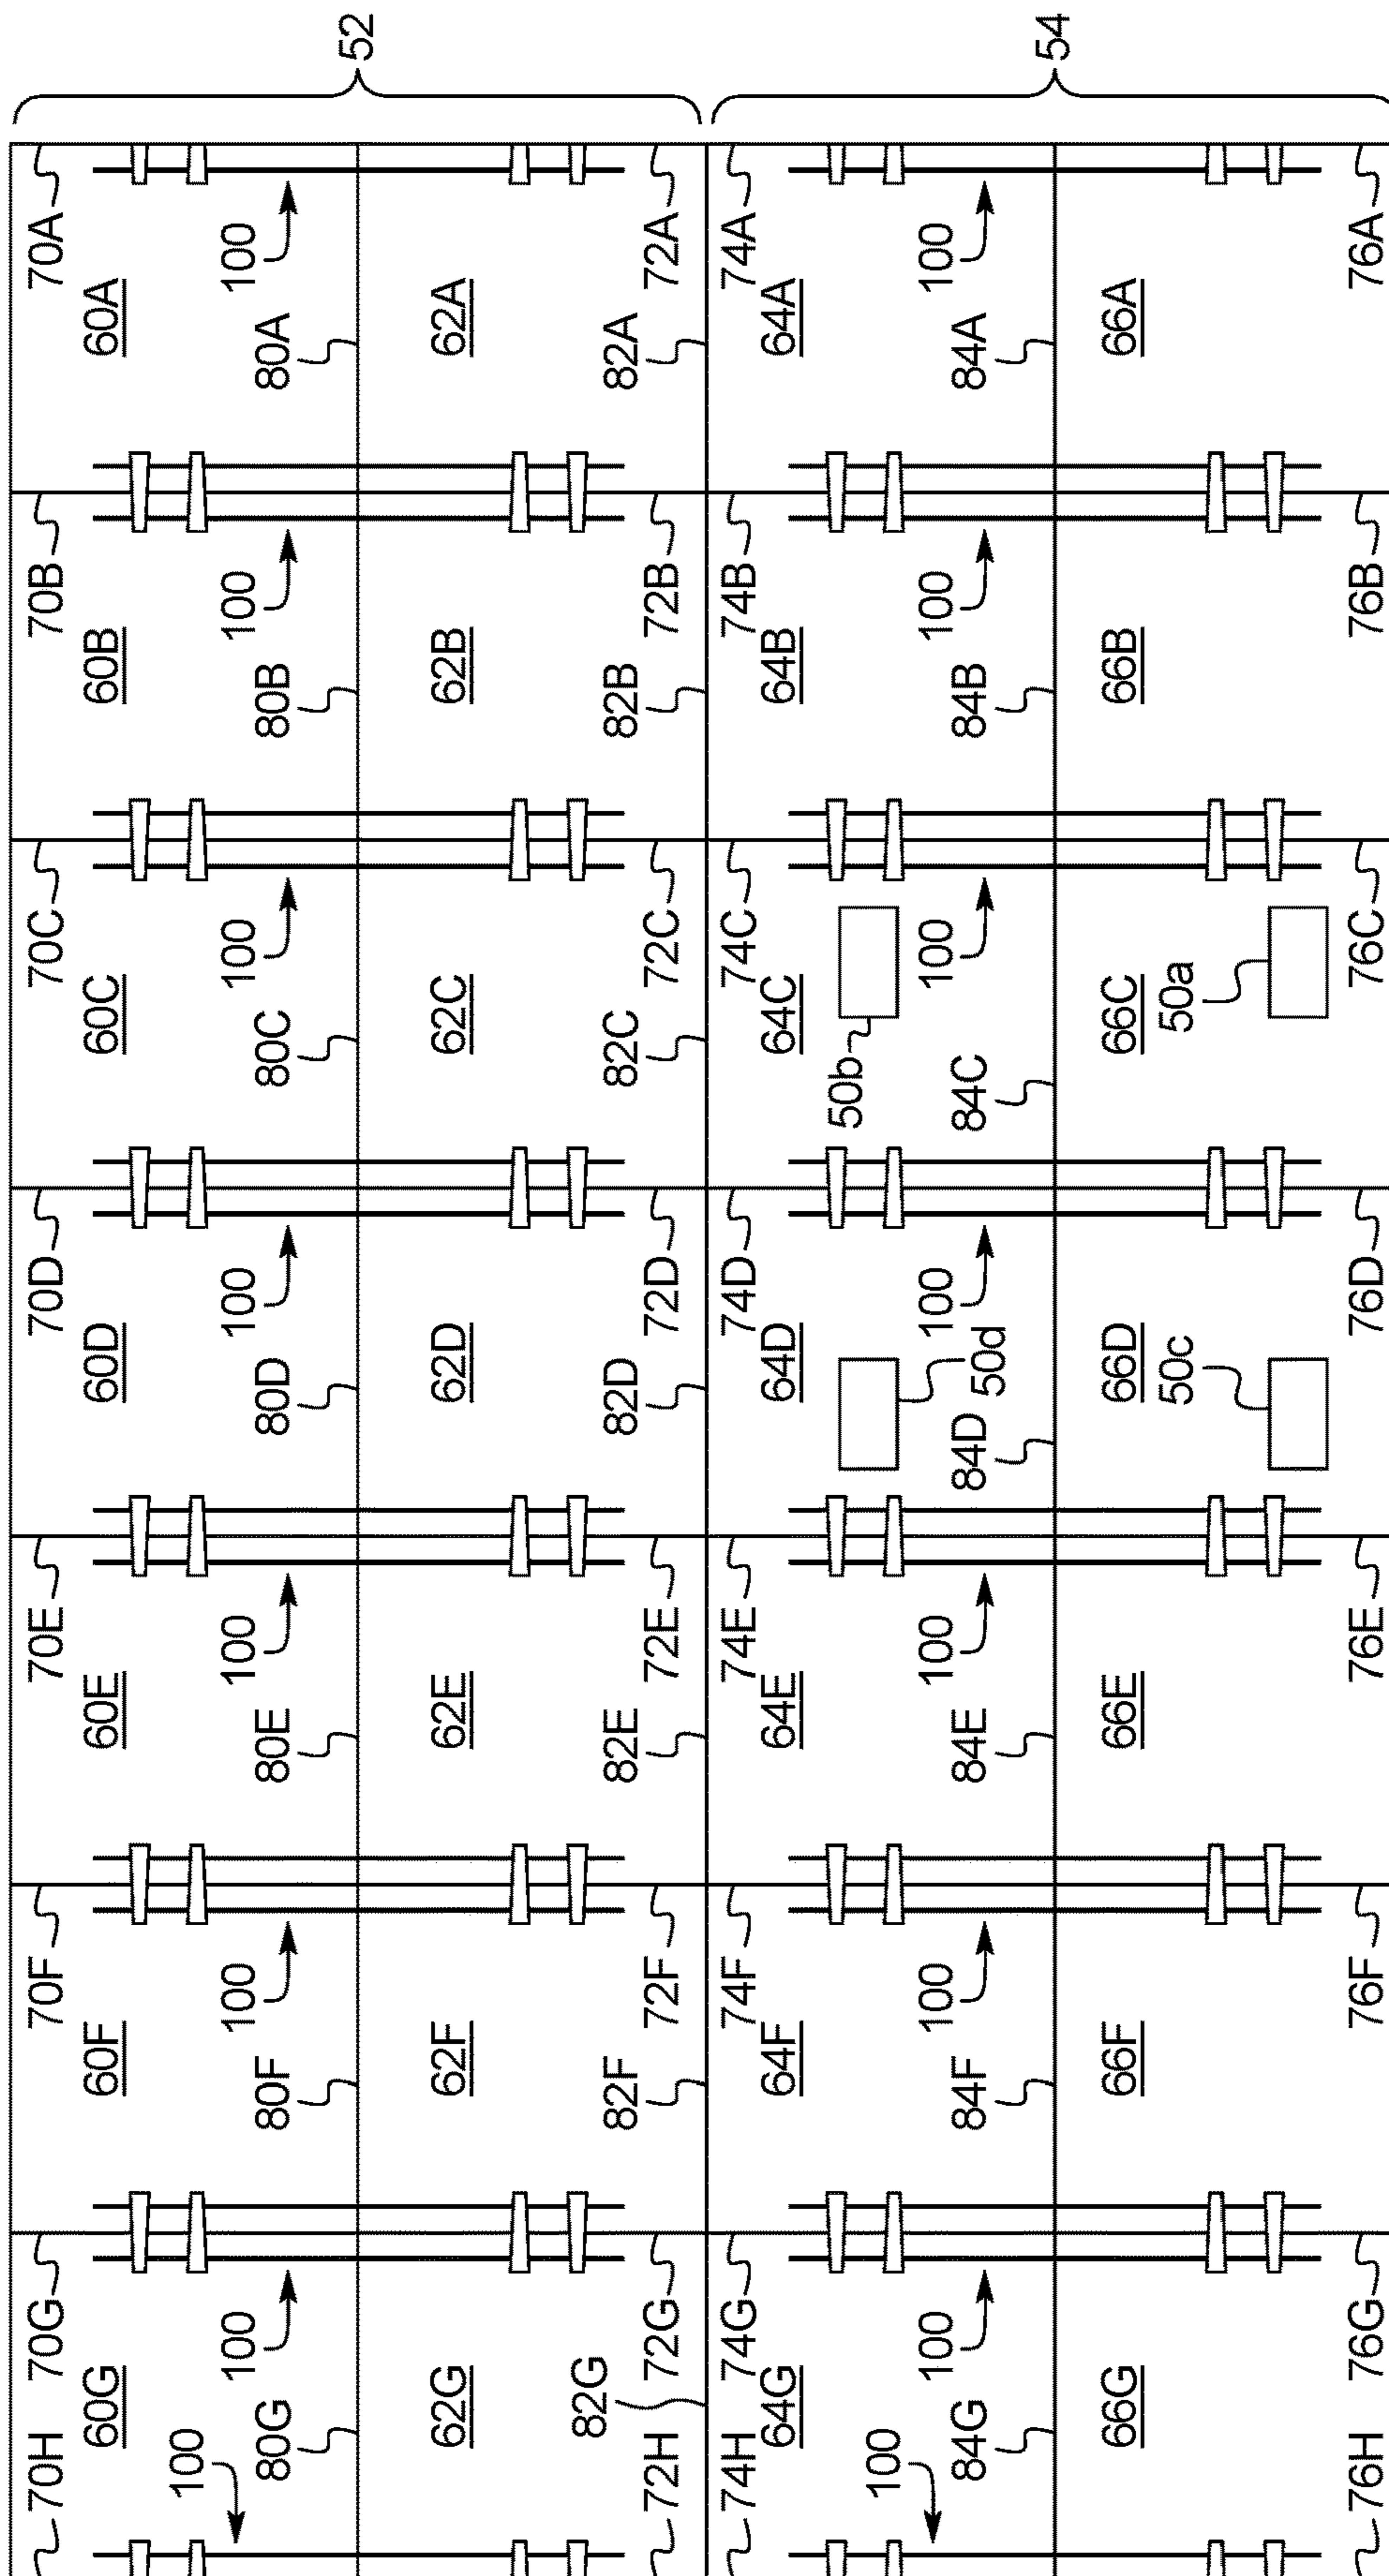 70H 70G 70F 70E 70D 70C 70B 70A
60G 60F 60E 60D 60C 60B 60A
100
100 100 100 100 100 100 100
80G 80F 80E 80D 80C 80B 80A
52
62G 62F 62E 62D 62C 62B 62A
82G
82F 82E 82D 82C 82B 82A
72H 72G 72F 72E 72D 72C 72B 72A
74H 74G 74F 74E 74D 74C 74B 74A
64G 64F 64E 64D 64C 64B 64A
50b
100
100 100 100 100 100 100 100
84G 84F 84E 84D 84C 84B 84A
50d
54
66G 66F 66E 66D 66C 66B 66A
50c 50a
76H 76G 76F 76E 76D 76C 76B 76A